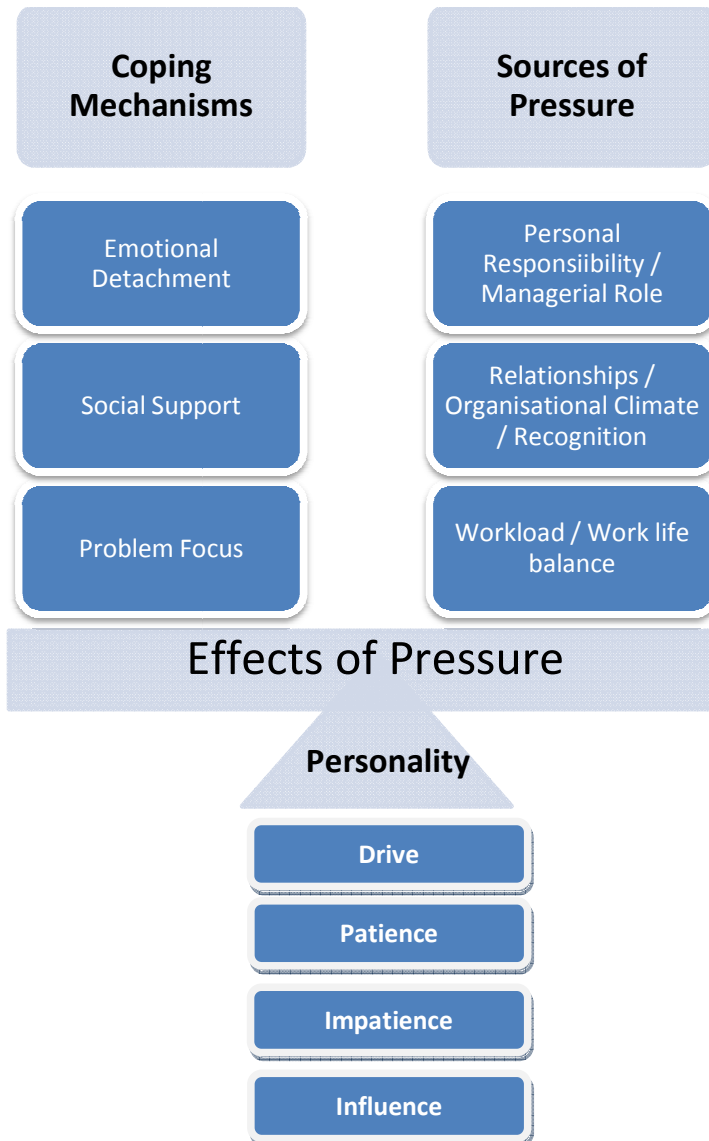 Coping
Mechanisms
Sources of
Pressure
Emotional
Detachment
Personal
Responsiibility /
Managerial Role
Social Support
Relationships /
Organisational Climate
/ Recognition
Problem Focus
Workload / Work life
balance
Effects of Pressure
Personality
Drive
Patience
Impatience
Influence